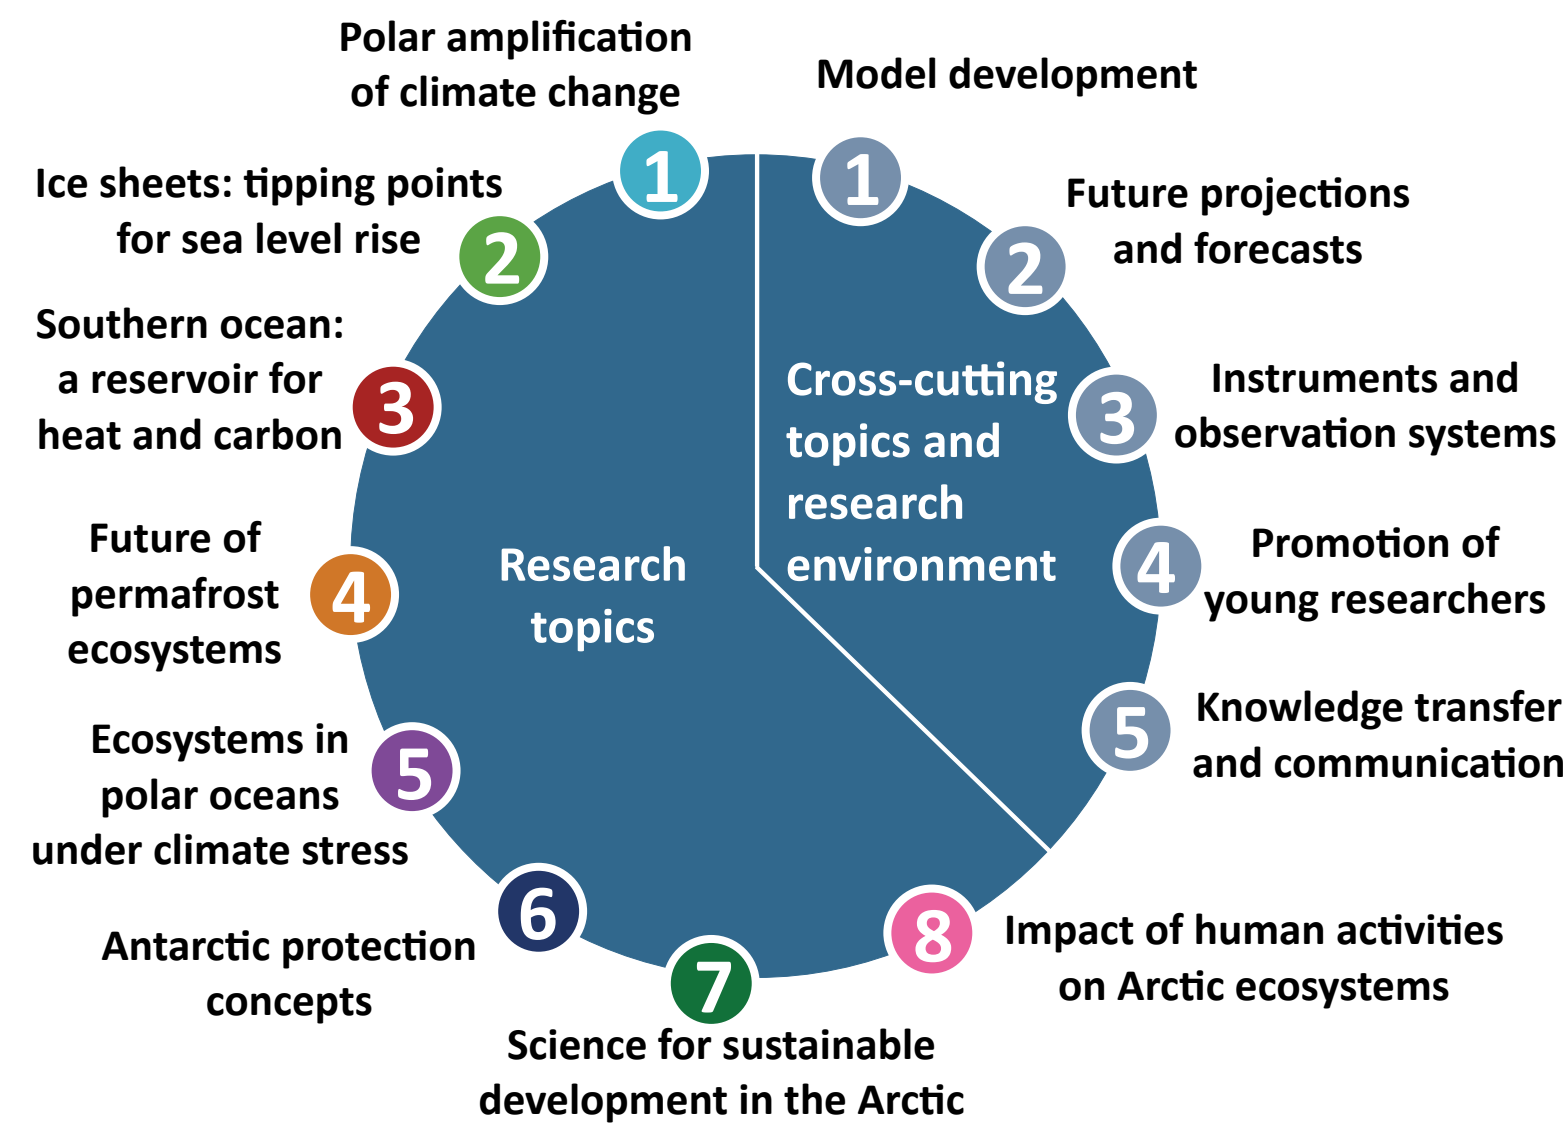 Polar amplification
of climate change
1
Ice sheets: tipping points
for sea level rise
2
Southern ocean:
a reservoir for
heat and carbon
3
Future of
permafrost
ecosystems
4
Ecosystems in
polar oceans
under climate stress
5
Antarctic protection
concepts
6
7
Science for sustainable
development in the Arctic
8
Impact of human activities
on Arctic ecosystems
Research
topics
Model development
1
Future projections
and forecasts
2
Instruments and
observation systems
3
Promotion of
young researchers
4
Knowledge transfer
and communication
5
Cross-cutting
topics and
research
environment